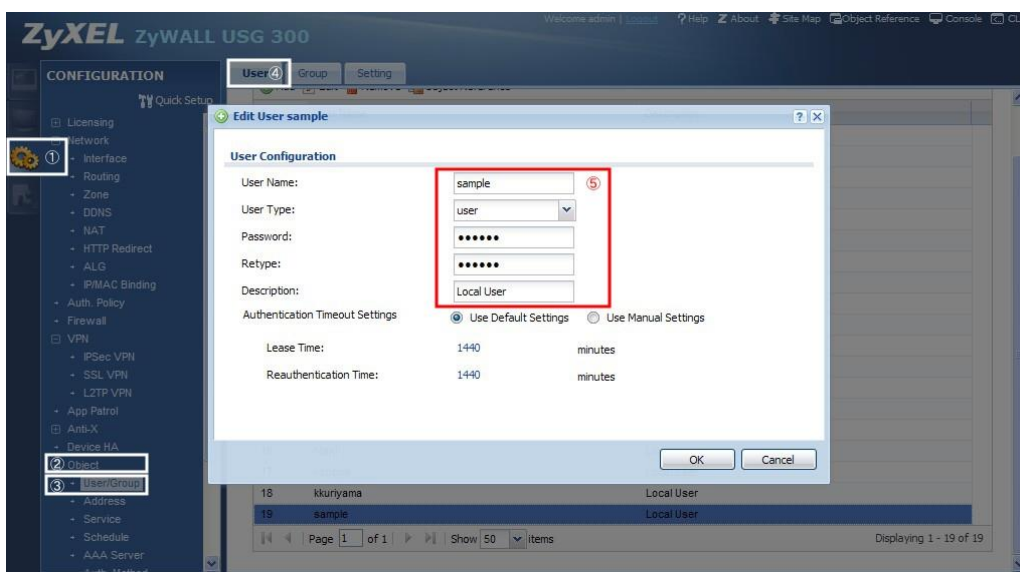 Welcome admin | Logout ?Help Z About Site Map Object Reference Console CL
ZyXEL ZyWALL USG 300
CONFIGURATION
Quick Setup
Licensing
Network
① Interface
Routing
Zone
DDNS
NAT
HTTP Redirect
ALG
IP/MAC Binding
Auth. Policy
Firewall
VPN
IPSec VPN
SSL VPN
L2TP VPN
App Patrol
Anti-X
Device HA
② Object
③ User/Group
Address
Service
Schedule
AAA Server
Auth. Method
User ④ Group Setting
Edit User sample
User Configuration
User Name: sample ⑤
User Type: user
Password: ●●●●●●
Retype: ●●●●●●
Description: Local User
Authentication Timeout Settings Use Default Settings Use Manual Settings
Lease Time: 1440 minutes
Reauthentication Time: 1440 minutes
OK Cancel
18 kkuriyama Local User
19 sample Local User
Page 1 of 1 Show 50 items Displaying 1 - 19 of 19